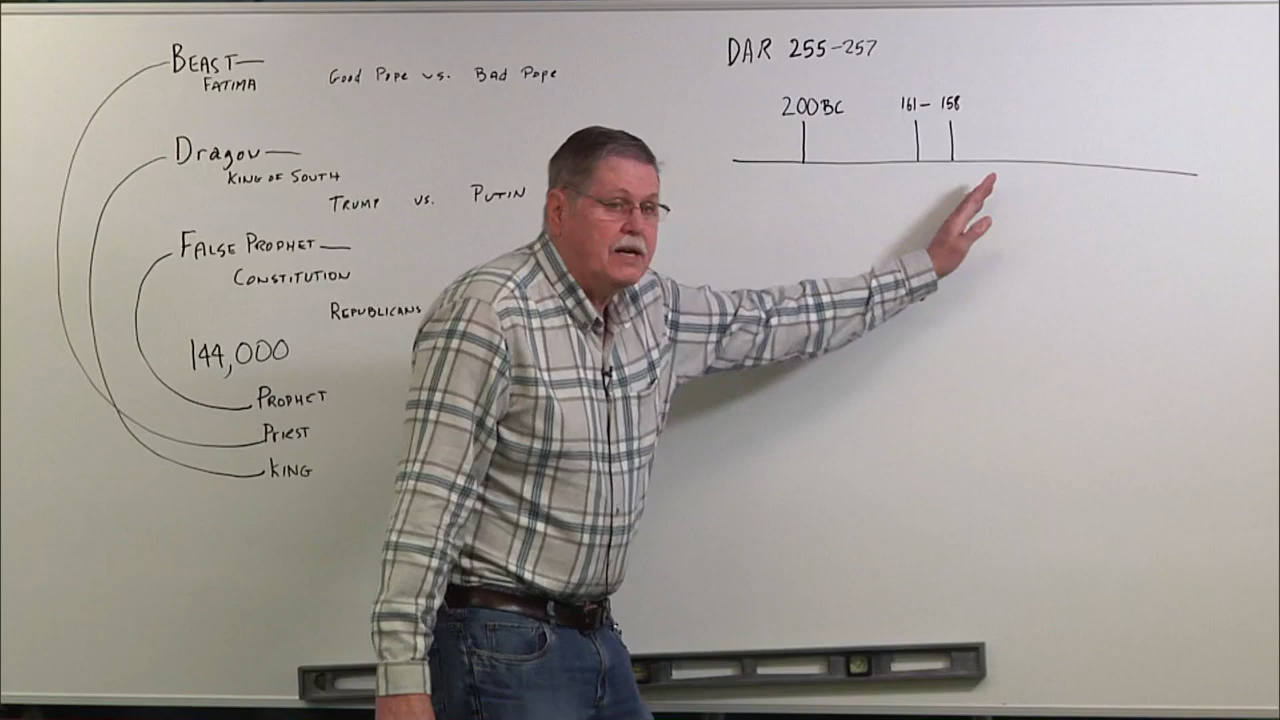 BEAST
FATIMA
Good Pope vs. Bad Pope
Dragon
KING OF SOUTH
TRUMP vs. PUTIN
FALSE PROPHET
CONSTITUTION
REPUBLICANS
144,000
PROPHET
PRIEST
KING
DAR 255-257
200BC 161- 158